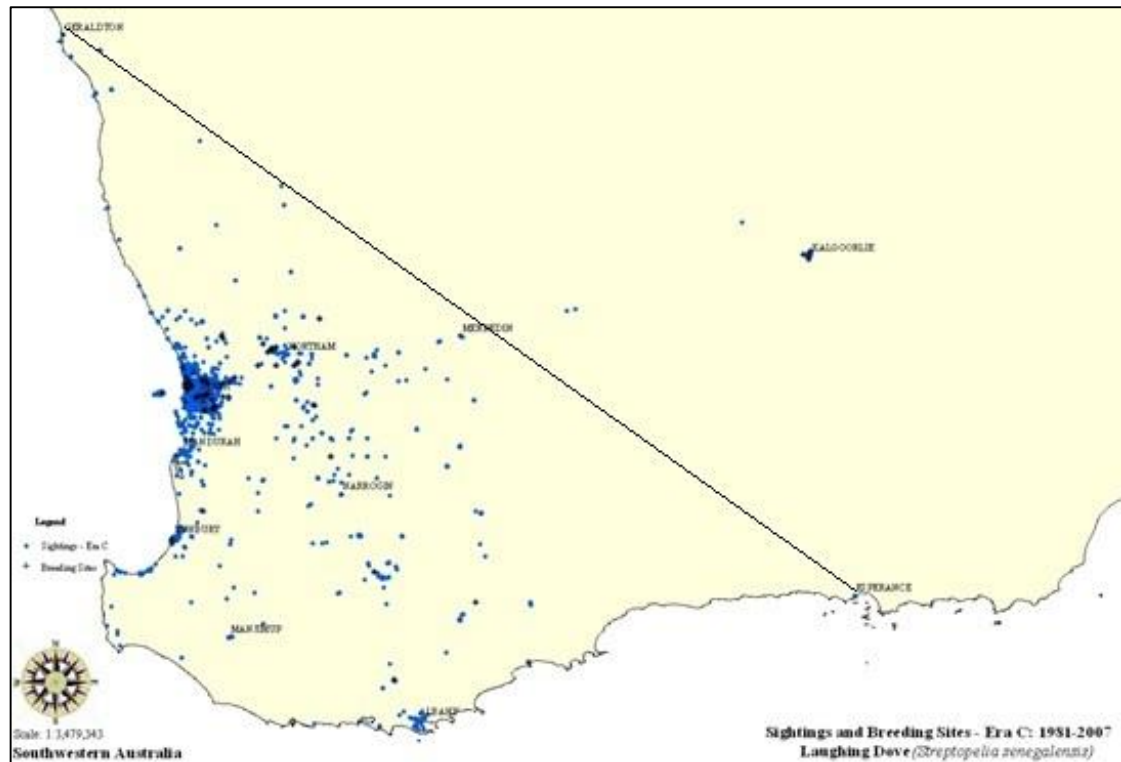 GERALDTON
KALGOORLIE
MERREDIN
NORTHAM
MANDURAH
NARROGIN
Legend
Sightings - Era C
Breeding Sites
ESPERANCE
MANJIMUP
ALBANY
Scale: 1:3,479,343
Southwestern Australia
Sightings and Breeding Sites - Era C: 1981-2007
Laughing Dove (Streptopelia senegalensis)